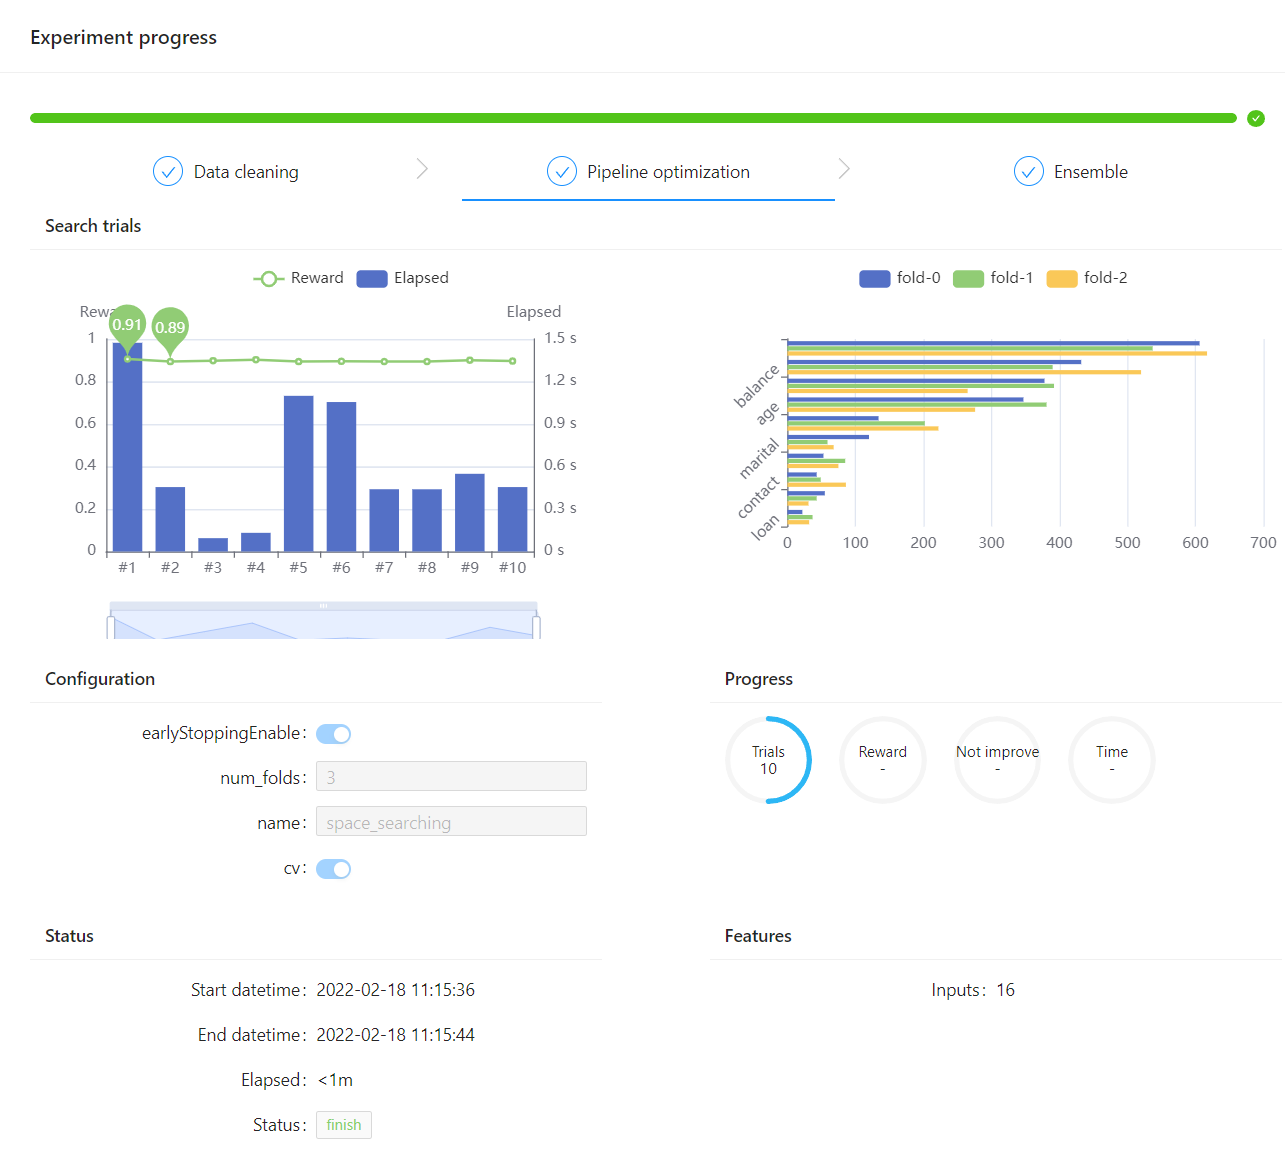 Experiment progress
Data cleaning
Pipeline optimization
Ensemble
Search trials
Reward
Elapsed
Elapsed
0.91
0.89
1
0.8
0.6
0.4
0.2
0
1.5 s
1.2 s
0.9 s
0.6 s
0.3 s
0 s
#1 #2 #3 #4 #5 #6 #7 #8 #9 #10
fold-0 fold-1 fold-2
balance
age
marital
contact
loan
0 100 200 300 400 500 600 700
Configuration
earlyStoppingEnable:
num_folds: 3
name: space_searching
cv:
Progress
Trials
10
Reward
-
Not improve
-
Time
-
Status
Start datetime: 2022-02-18 11:15:36
End datetime: 2022-02-18 11:15:44
Elapsed: <1m
Status: finish
Features
Inputs: 16